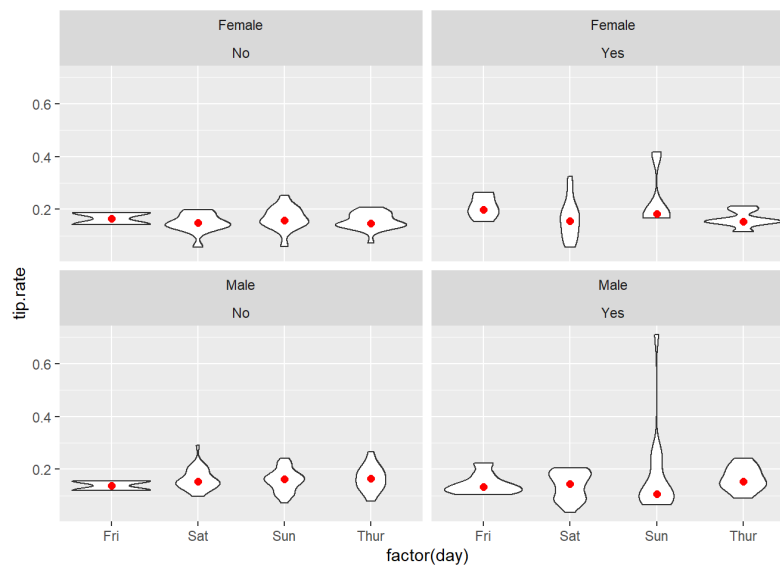 Female
Female
No
Yes
0.6
0.4
0.2
Male
Male
No
Yes
0.6
0.4
0.2
Fri
Sat
Sun
Thur
Fri
Sat
Sun
Thur
factor(day)
tip.rate